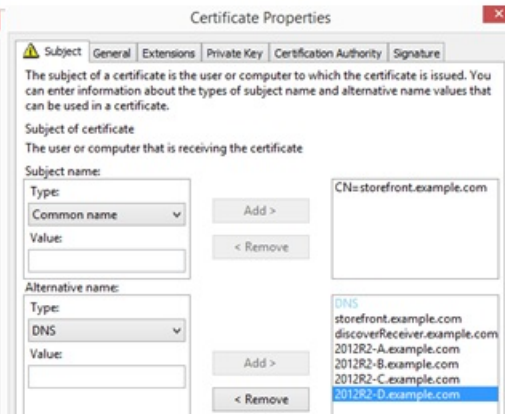 Certificate Properties
Subject General Extensions Private Key Certification Authority Signature
The subject of a certificate is the user or computer to which the certificate is issued. You
can enter information about the types of subject name and alternative name values that
can be used in a certificate.
Subject of certificate
The user or computer that is receiving the certificate
Subject name:
Type:
Common name
Value:
Add >
< Remove
CN=storefront.example.com
Alternative name:
Type:
DNS
Value:
Add >
< Remove
DNS
storefront.example.com
discoverReceiver.example.com
2012R2-A.example.com
2012R2-B.example.com
2012R2-C.example.com
2012R2-D.example.com